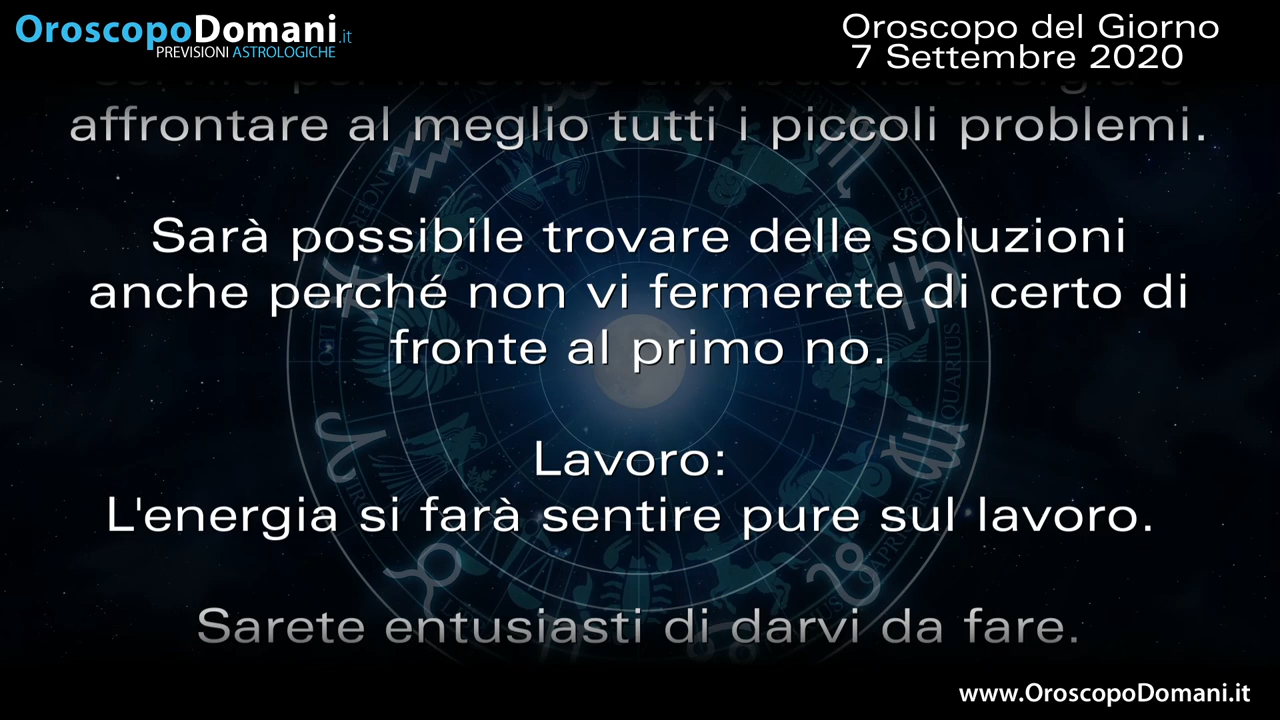 OroscopoDomani.it
PREVISIONI ASTROLOGICHE
Oroscopo del Giorno
7 Settembre 2020
affrontare al meglio tutti i piccoli problemi.
Sarà possibile trovare delle soluzioni
anche perché non vi fermerete di certo di
fronte al primo no.
Lavoro:
L'energia si farà sentire pure sul lavoro.
Sarete entusiasti di darvi da fare.
LEO
AQUARIUS
www.OroscopoDomani.it